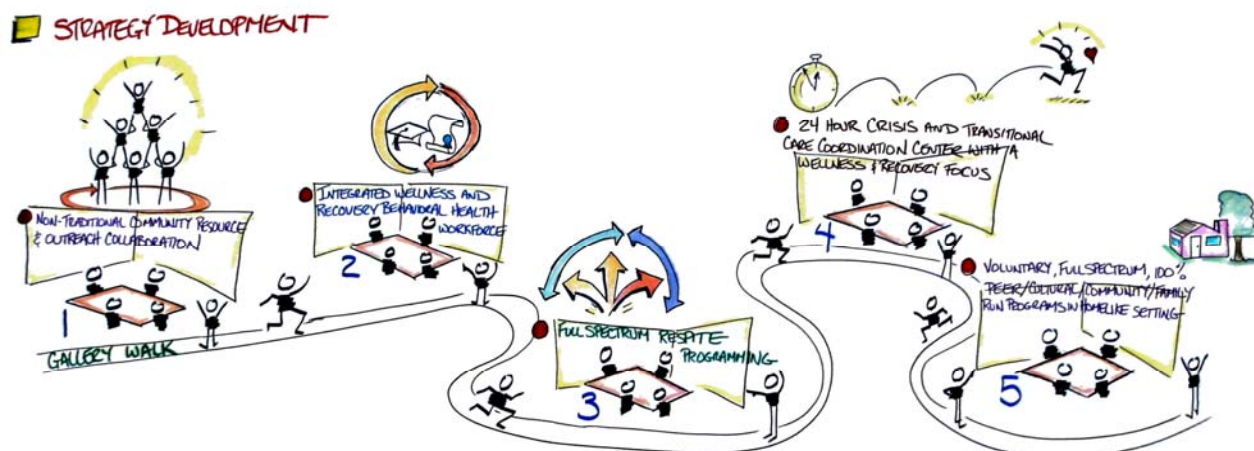 STRATEGY DEVELOPMENT
NON-TRADITIONAL COMMUNITY RESOURCE
& OUTREACH COLLABORATION
1
GALLERY WALK
INTEGRATED WELLNESS AND
RECOVERY BEHAVIORAL HEALTH
WORKFORCE
2
FULL SPECTRUM RESPITE
PROGRAMMING
3
24 HOUR CRISIS AND TRANSITIONAL
CARE COORDINATION CENTER WITH A
WELLNESS & RECOVERY FOCUS
4
VOLUNTARY, FULL SPECTRUM, 100%
PEER/CULTURAL/COMMUNITY/FAMILY
RUN PROGRAMS IN HOMELIKE SETTING
5